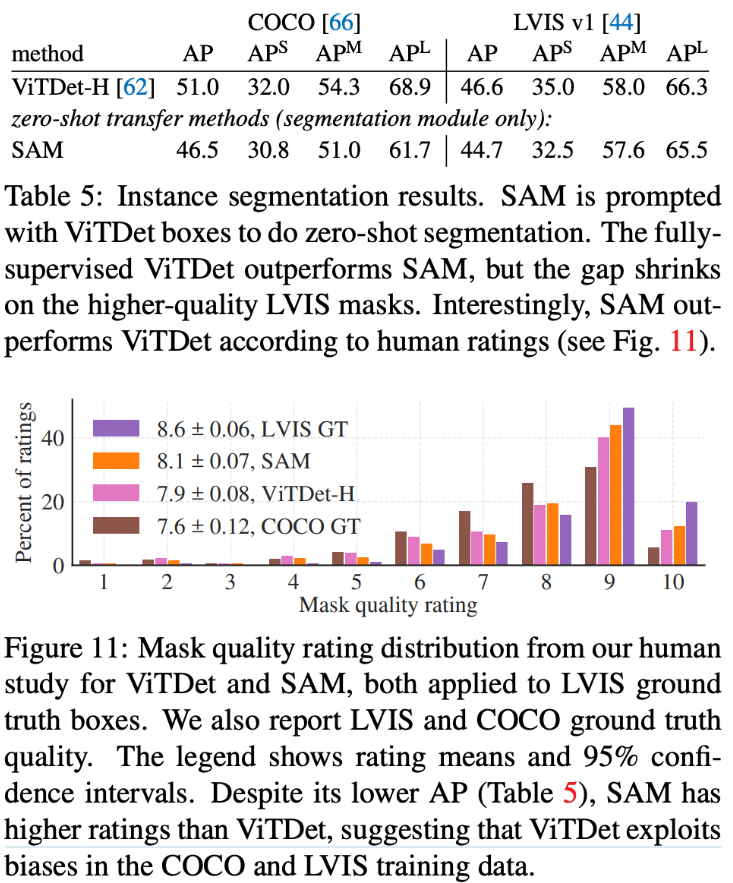 COCO [66] LVIS v1 [44]
method AP APS APM APL AP APS APM APL
ViTDet-H [62] 51.0 32.0 54.3 68.9 46.6 35.0 58.0 66.3
zero-shot transfer methods (segmentation module only):
SAM 46.5 30.8 51.0 61.7 44.7 32.5 57.6 65.5
Table 5: Instance segmentation results. SAM is prompted
with ViTDet boxes to do zero-shot segmentation. The fully-
supervised ViTDet outperforms SAM, but the gap shrinks
on the higher-quality LVIS masks. Interestingly, SAM out-
performs ViTDet according to human ratings (see Fig. 11).
Percent of ratings
40
20
0
8.6 ± 0.06, LVIS GT
8.1 ± 0.07, SAM
7.9 ± 0.08, ViTDet-H
7.6 ± 0.12, COCO GT
1 2 3 4 5 6 7 8 9 10
Mask quality rating
Figure 11: Mask quality rating distribution from our human
study for ViTDet and SAM, both applied to LVIS ground
truth boxes. We also report LVIS and COCO ground truth
quality. The legend shows rating means and 95% confi-
dence intervals. Despite its lower AP (Table 5), SAM has
higher ratings than ViTDet, suggesting that ViTDet exploits
biases in the COCO and LVIS training data.